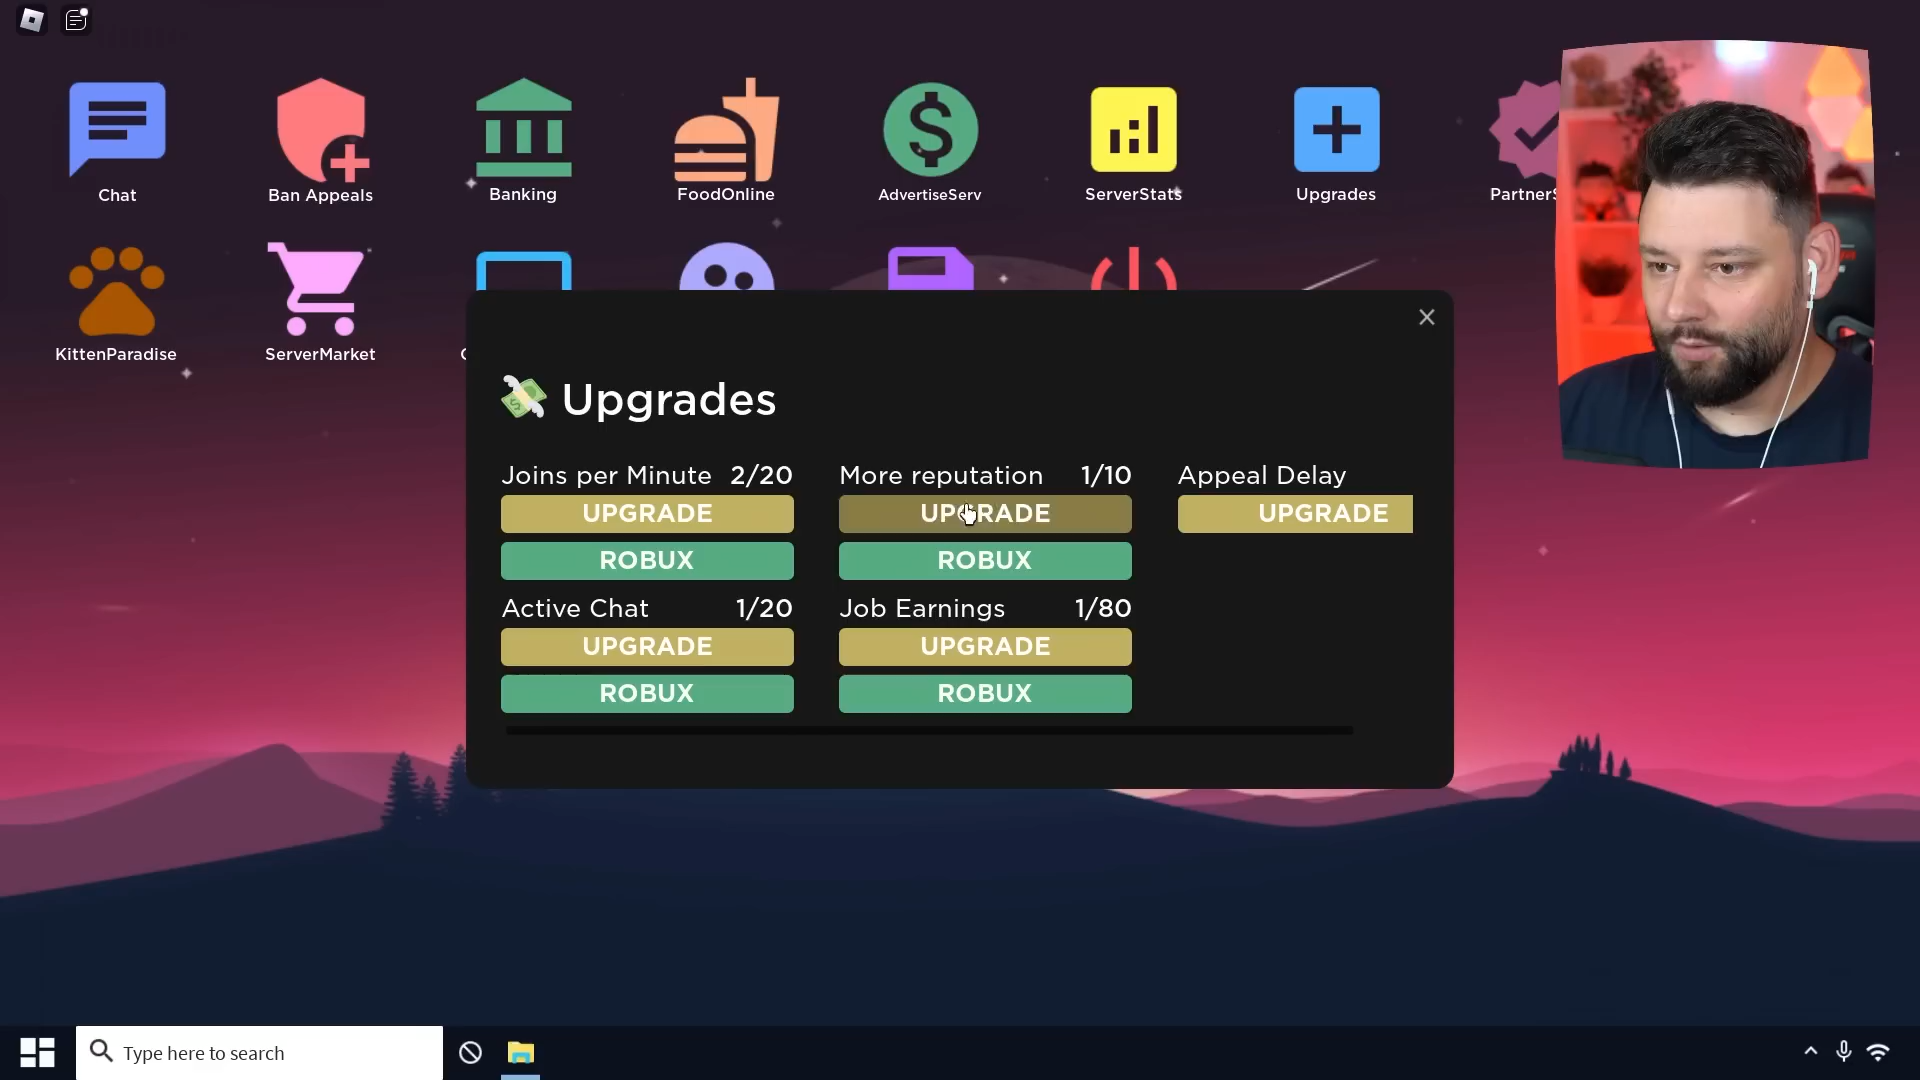 Chat
Ban Appeals
Banking
FoodOnline
AdvertiseServ
ServerStats
Upgrades
KittenParadise
ServerMarket
Upgrades
Joins per Minute 2/20
UPGRADE
ROBUX
More reputation 1/10
UPGRADE
ROBUX
Appeal Delay
UPGRADE
Active Chat 1/20
UPGRADE
ROBUX
Job Earnings 1/80
UPGRADE
ROBUX
Type here to search